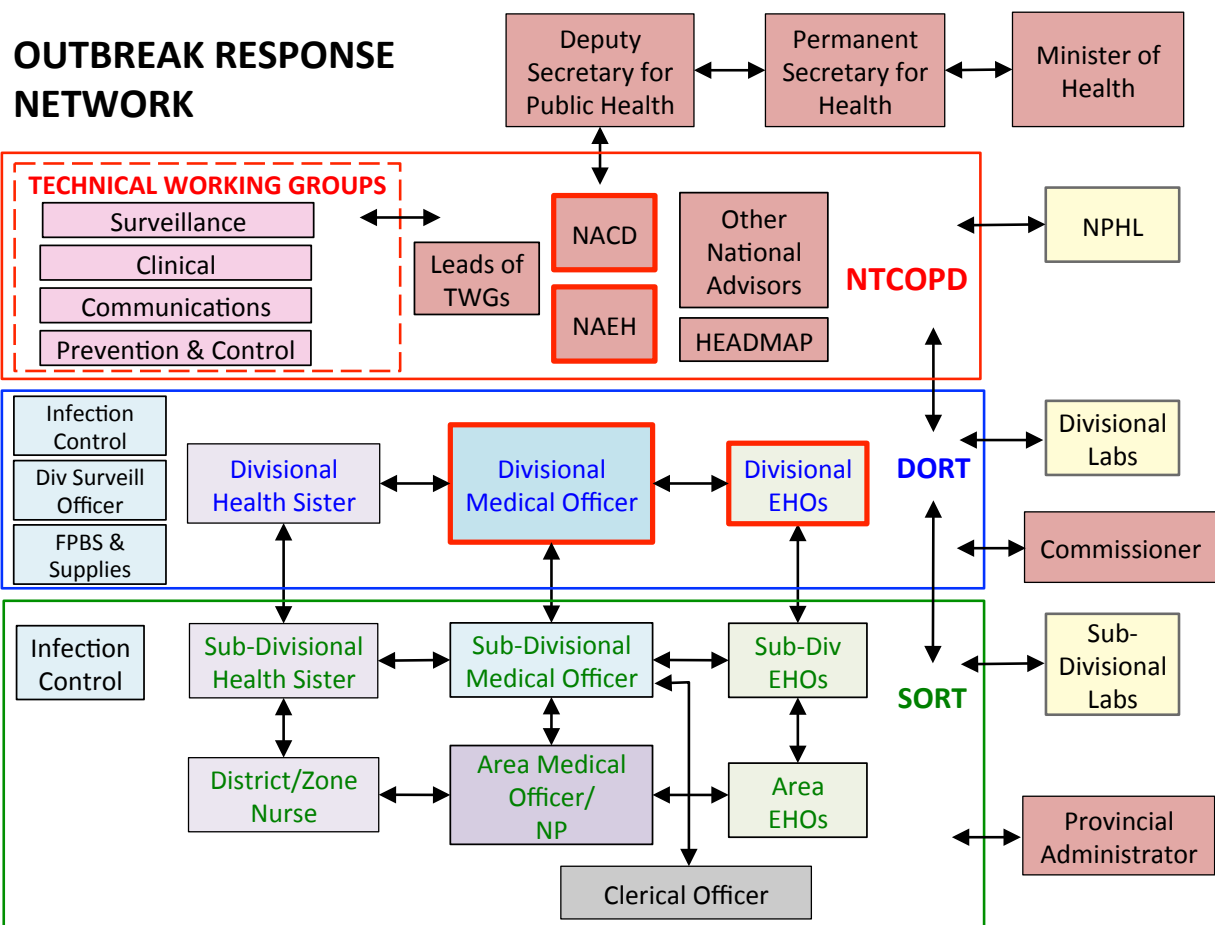 OUTBREAK RESPONSE
NETWORK
Deputy
Secretary for
Public Health
Permanent
Secretary for
Health
Minister of
Health
TECHNICAL WORKING GROUPS
Surveillance
Clinical
Communications
Prevention & Control
Leads of
TWGs
NACD
NAEH
Other
National
Advisors
HEADMAP
NTCOPD
NPHL
Infection
Control
Div Surveill
Officer
FPBS &
Supplies
Divisional
Health Sister
Divisional
Medical Officer
Divisional
EHOs
DORT
Divisional
Labs
Commissioner
Infection
Control
Sub-Divisional
Health Sister
Sub-Divisional
Medical Officer
Sub-Div
EHOs
SORT
Sub-
Divisional
Labs
District/Zone
Nurse
Area Medical
Officer/
NP
Area
EHOs
Provincial
Administrator
Clerical Officer